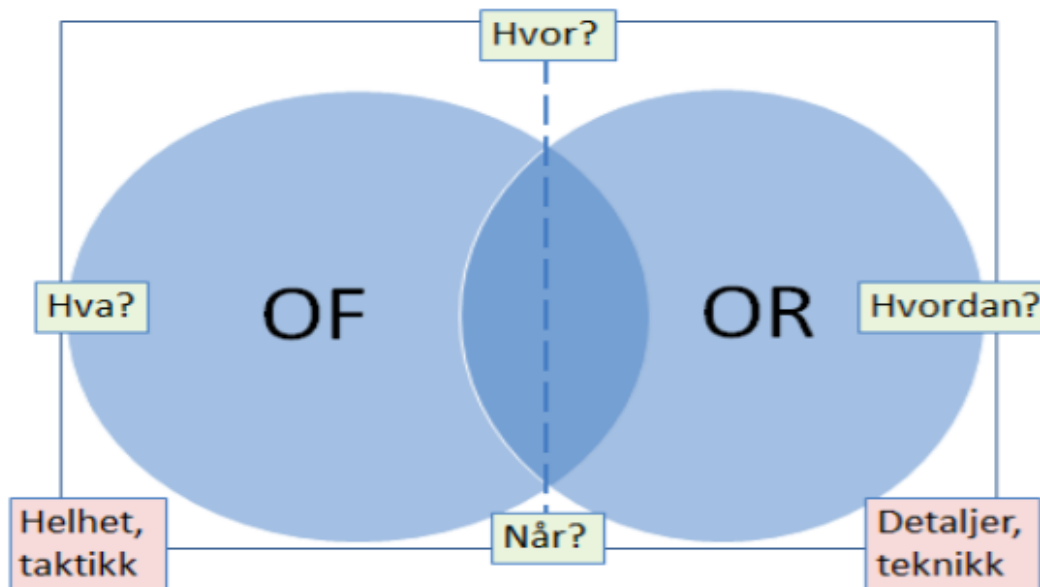 Hvor?
Hva?
OF
OR
Hvordan?
Helhet,
taktikk
Når?
Detaljer,
teknikk